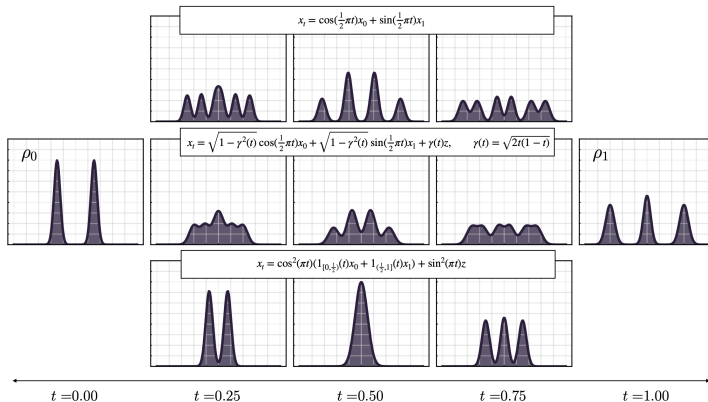 x_t = cos(½πt)x_0 + sin(½πt)x_1
ρ_0
x_t = √(1 − γ²(t)) cos(½πt)x_0 + √(1 − γ²(t)) sin(½πt)x_1 + γ(t)z, γ(t) = √(2t(1 − t))
ρ_1
x_t = cos²(πt)(1_{[0,½)}(t)x_0 + 1_{(½,1]}(t)x_1) + sin²(πt)z
t =0.00 t =0.25 t =0.50 t =0.75 t =1.00